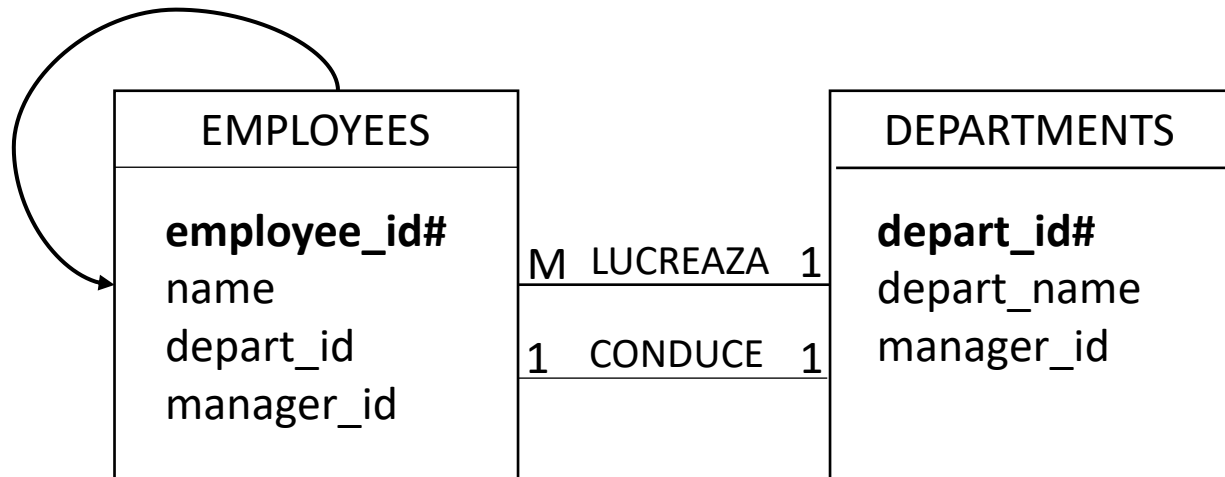 EMPLOYEES
employee_id#
name
depart_id
manager_id
M LUCREAZA 1
1 CONDUCE 1
DEPARTMENTS
depart_id#
depart_name
manager_id